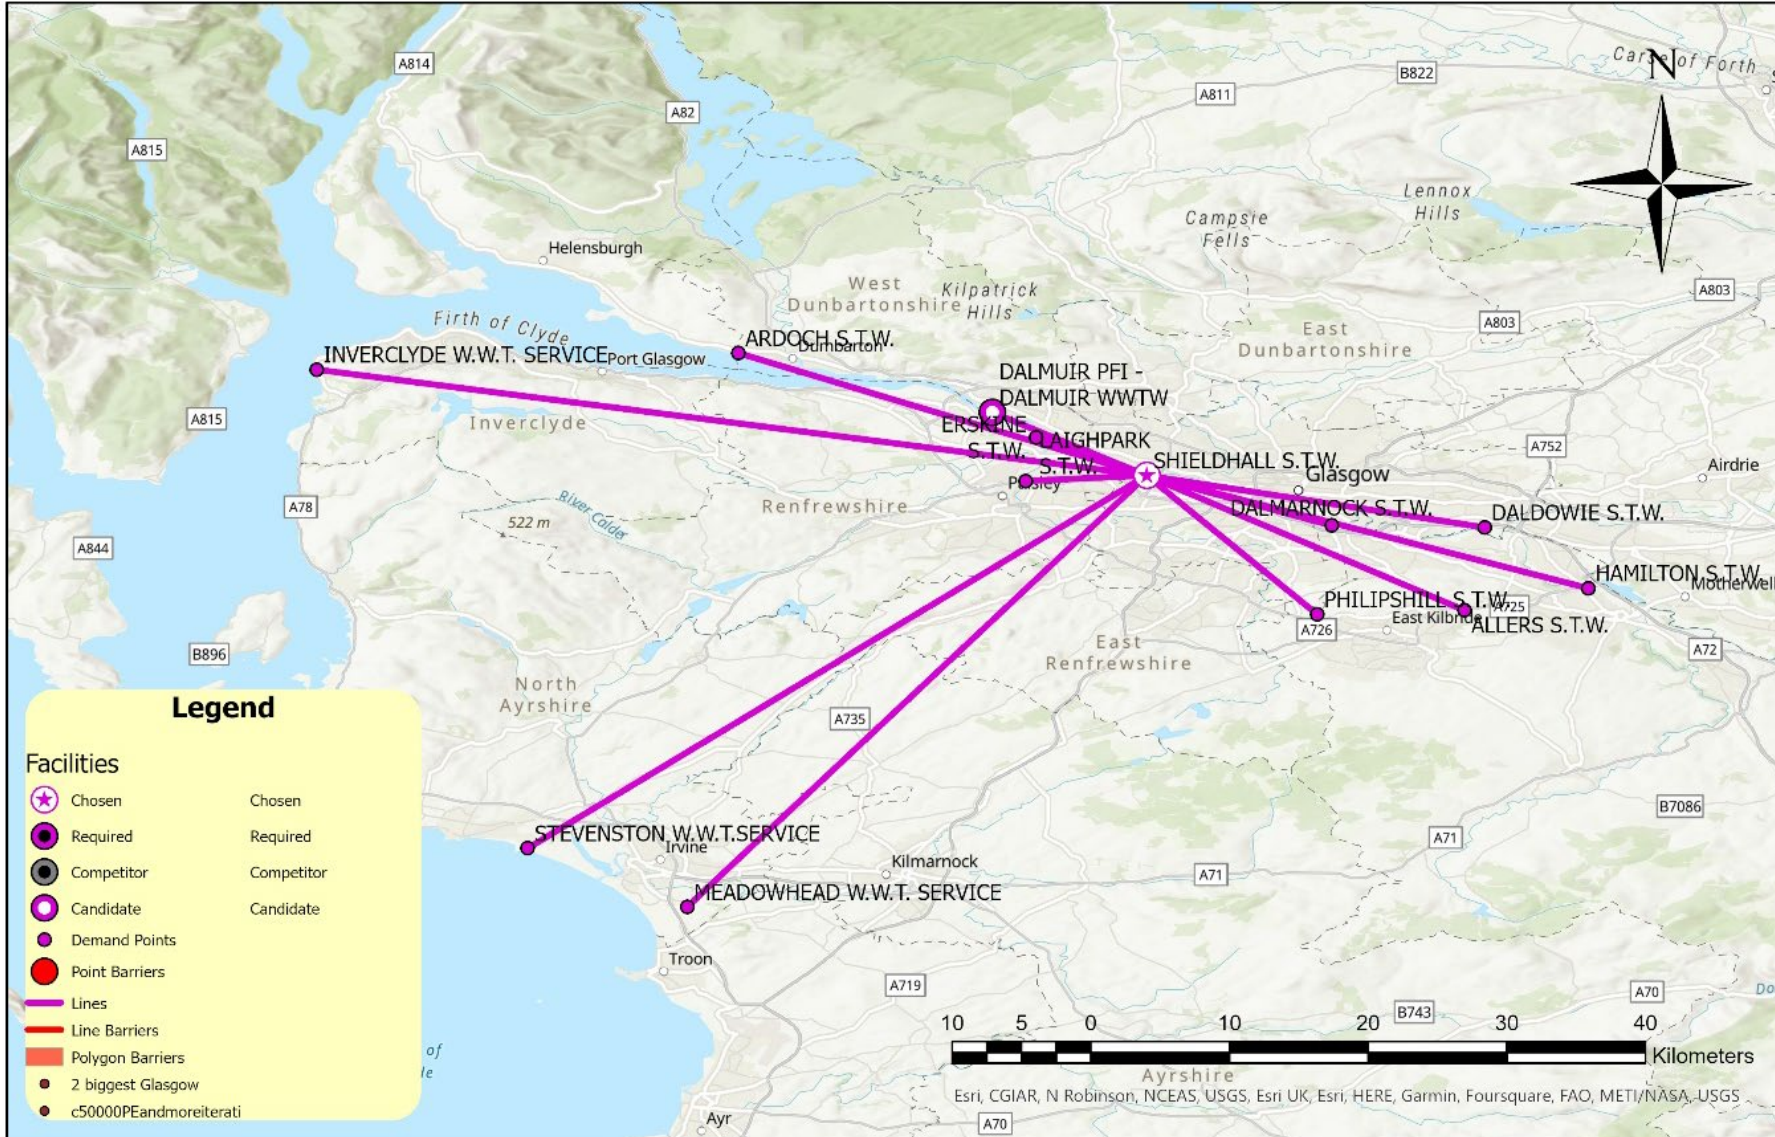 A814
B822
Carse of Forth
N
A811
A82
A815
Lennox
Hills
Campsie
Fells
Helensburgh
West
Dunbartonshire
Kilpatrick
Hills
A803
A803
East
Dunbartonshire
Firth of Clyde
ARDOCH S.T.W.
Dumbarton
INVERCLYDE W.W.T. SERVICE
Port Glasgow
DALMUIR PFI -
DALMUIR WWTW
A815
Inverclyde
ERSKINE
S.T.W.
LAIGHPARK
S.T.W.
A752
SHIELDHALL S.T.W.
Airdrie
Glasgow
Paisley
River Calder
A78
522 m
Renfrewshire
DALMARNOCK S.T.W.
DALDOWIE S.T.W.
A844
HAMILTON S.T.W.
Motherwell
PHILIPSHILL S.T.W.
A725
East Kilbride
ALLERS S.T.W.
A726
East
Renfrewshire
A72
B896
North
Ayrshire
A735
Legend
Facilities
Chosen Chosen
Required Required
Competitor Competitor
Candidate Candidate
Demand Points
Point Barriers
Lines
Line Barriers
Polygon Barriers
2 biggest Glasgow
c50000PEandmoreiterati
B7086
STEVENSTON W.W.T.SERVICE
Irvine
A71
Kilmarnock
A71
MEADOWHEAD W.W.T. SERVICE
Troon
A719
A70
B743
10 5 0 10 20 30 40
Kilometers
of
Ayrshire
Esri, CGIAR, N Robinson, NCEAS, USGS, Esri UK, Esri, HERE, Garmin, Foursquare, FAO, METI/NASA, USGS
Ayr
A70